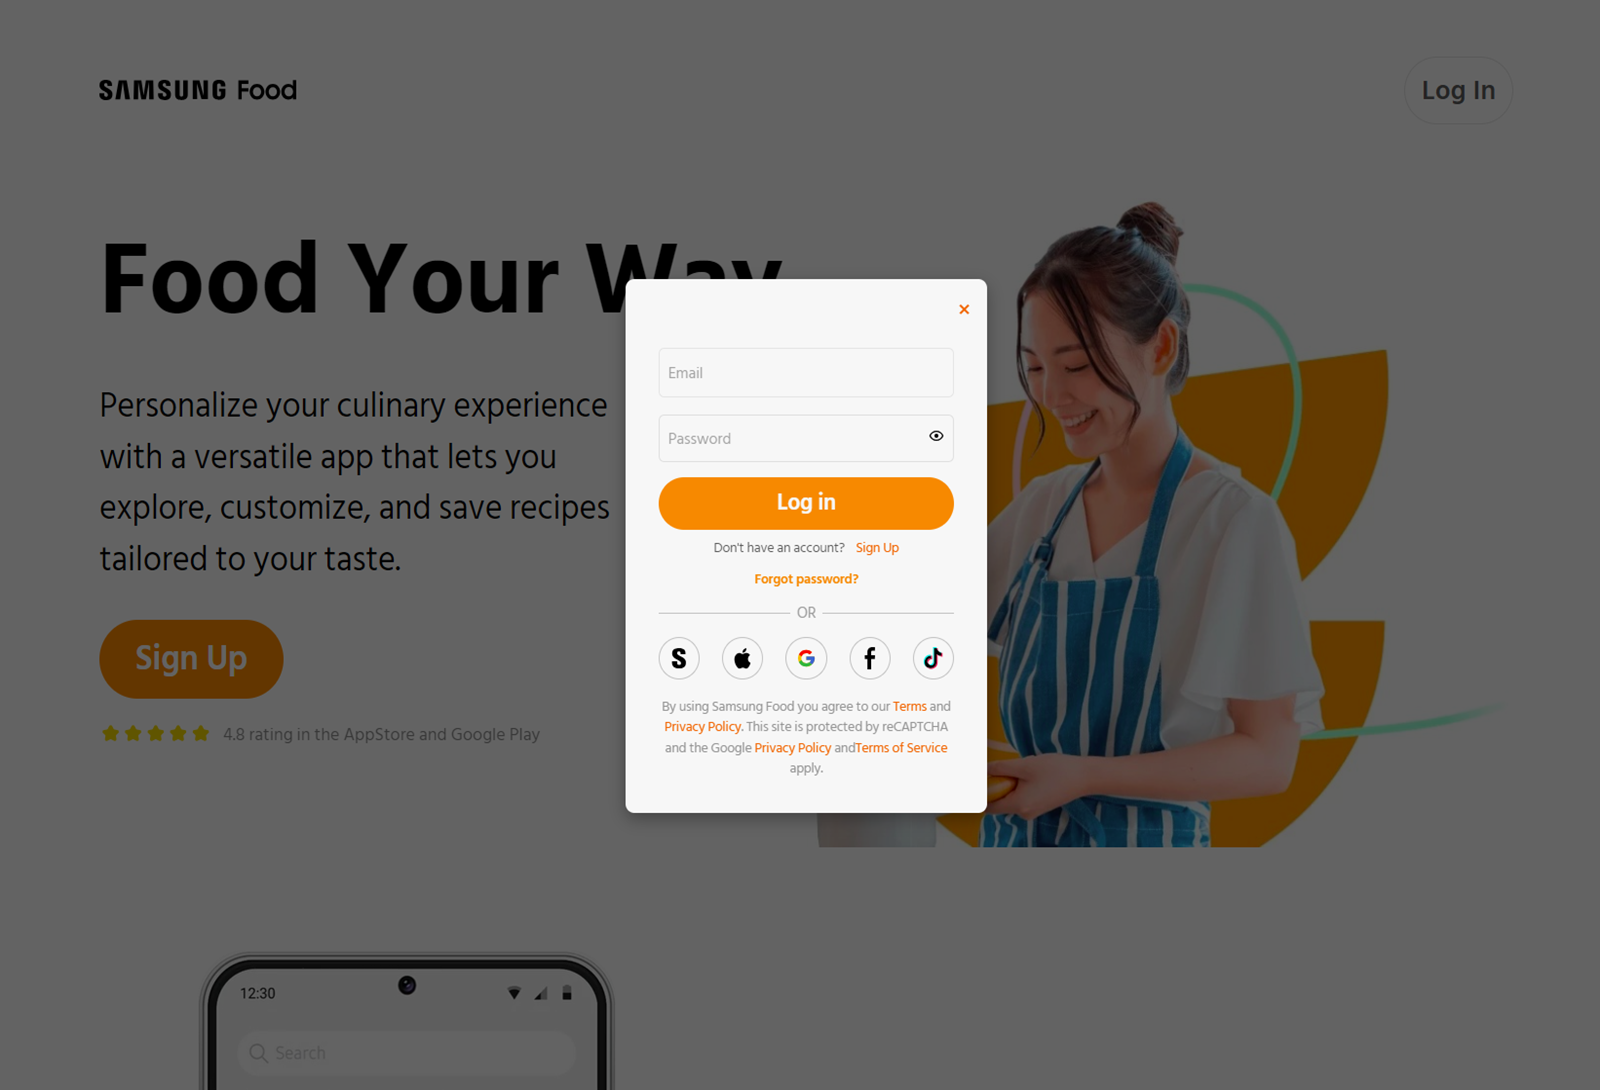 SAMSUNG Food
Log In
Food Your Way
Personalize your culinary experience
with a versatile app that lets you
explore, customize, and save recipes
tailored to your taste.
Sign Up
4.8 rating in the AppStore and Google Play
Email
Password
Log in
Don't have an account? Sign Up
Forgot password?
OR
By using Samsung Food you agree to our Terms and
Privacy Policy. This site is protected by reCAPTCHA
and the Google Privacy Policy andTerms of Service
apply.
12:30
Search